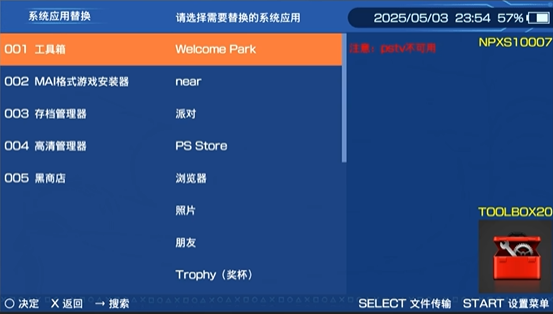 系统应用替换 请选择需要替换的系统应用 2025/05/03 23:54 57%
001 工具箱 Welcome Park 注意: pstv不可用 NPXS10007
002 MAI格式游戏安装器 near
003 存档管理器 派对
004 高清管理器 PS Store
005 黑商店 浏览器
照片
TOOLBOX20
朋友
Trophy（奖杯）
○ 决定 X 返回 → 搜索 SELECT 文件传输 START 设置菜单